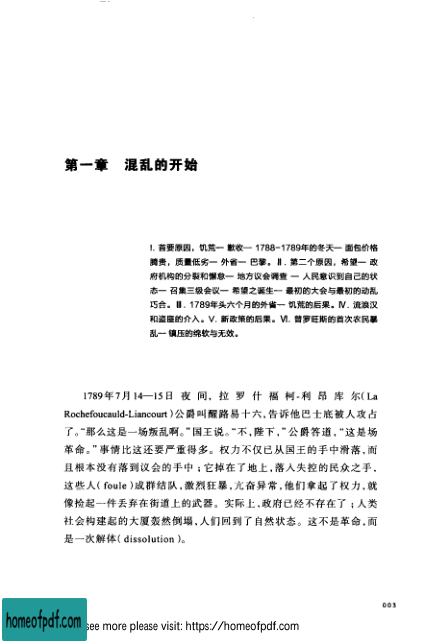 第一章 混乱的开始
I. 首要原因，饥荒— 歉收— 1788-1789年的冬天— 面包价格
腾贵，质量低劣— 外省— 巴黎。II. 第二个原因，希望— 政
府机构的分裂和懈怠— 地方议会调查 — 人民意识到自己的状
态— 召集三级会议— 希望之诞生— 最初的大会与最初的动乱
巧合。III. 1789年头六个月的外省— 饥荒的后果。IV. 流浪汉
和盗匪的介入。V. 新政策的后果。VI. 普罗旺斯的首次农民暴
乱— 镇压的绵软与无效。
1789年7月14—15日夜间，拉罗什福柯-利昂库尔(La
Rochefoucauld-Liancourt)公爵叫醒路易十六，告诉他巴士底被人攻占
了。“那么这是一场叛乱啊。”国王说。“不，陛下，”公爵答道，“这是场
革命。”事情比这还要严重得多。权力不仅已从国王的手中滑落，而
且根本没有落到议会的手中；它掉在了地上，落入失控的民众之手，
这些人(foule)成群结队，激烈狂暴，亢奋异常，他们拿起了权力，就
像捡起一件丢弃在街道上的武器。实际上，政府已经不存在了；人类
社会构建起的大厦轰然倒塌，人们回到了自然状态。这不是革命，而
是一次解体(dissolution)。
003
homeofpdf.com
see more please visit: https://homeofpdf.com